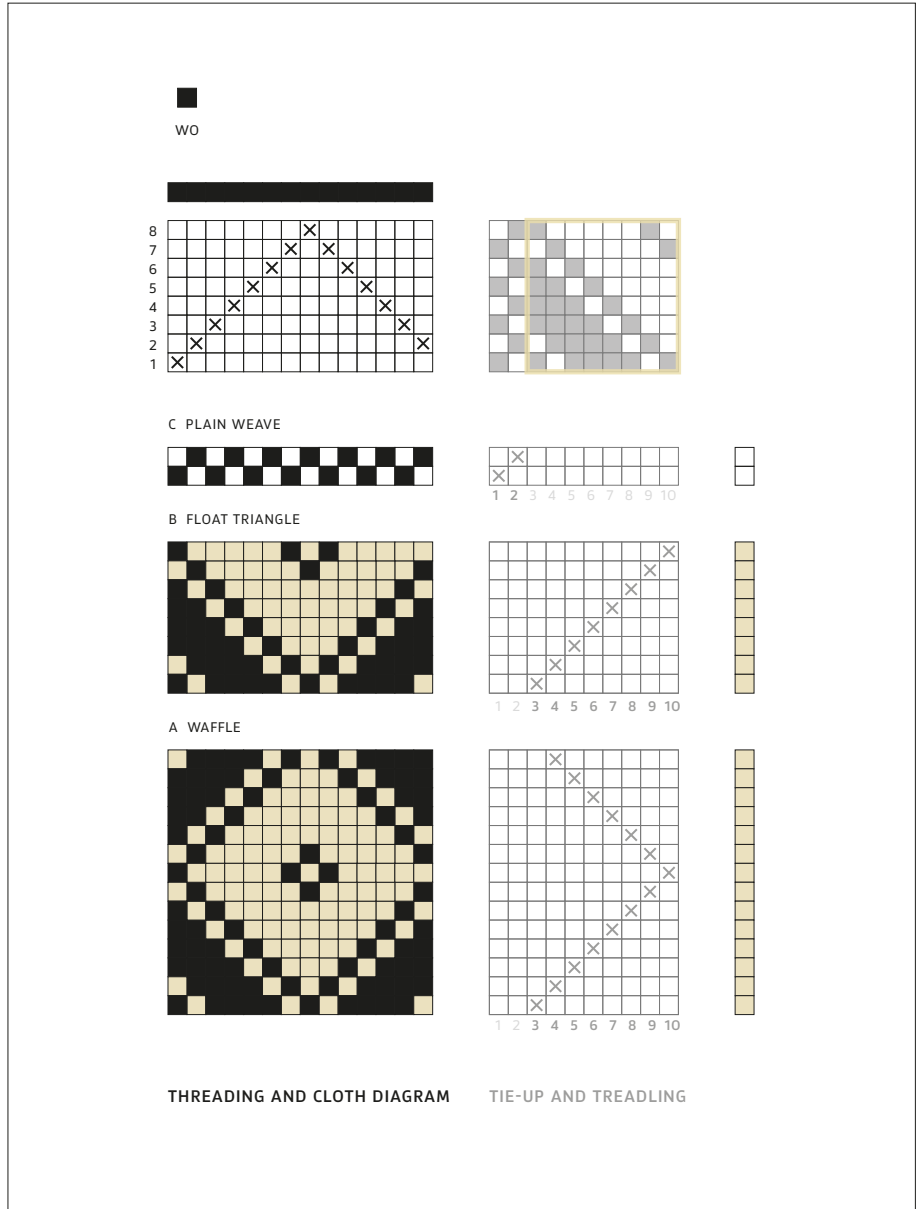 WO
8
7
6
5
4
3
2
1
C PLAIN WEAVE
1 2 3 4 5 6 7 8 9 10
B FLOAT TRIANGLE
1 2 3 4 5 6 7 8 9 10
A WAFFLE
1 2 3 4 5 6 7 8 9 10
THREADING AND CLOTH DIAGRAM
TIE-UP AND TREADLING